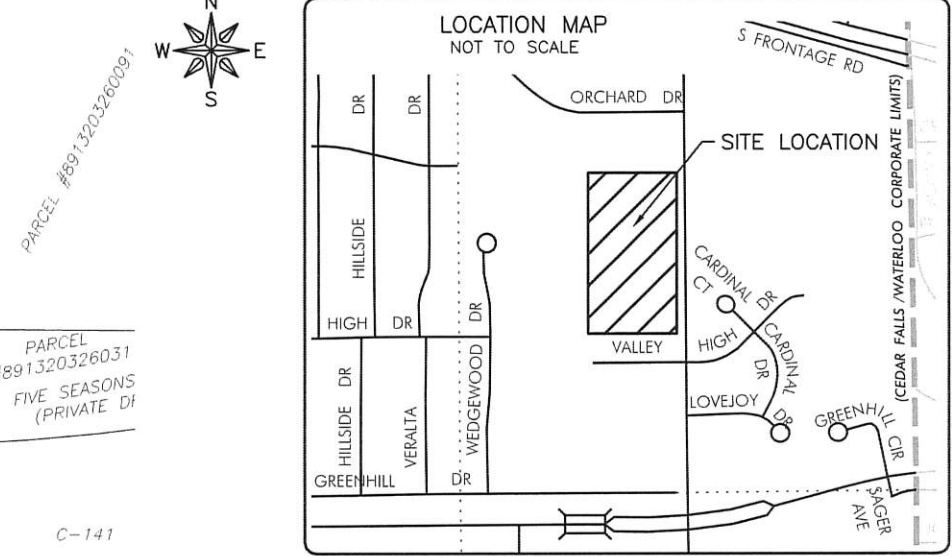 N
W E
S
PARCEL #891320326009
PARCEL
#891320326031
FIVE SEASONS
(PRIVATE
C-141
LOCATION MAP
NOT TO SCALE
S FRONTAGE RD
DR
DR
ORCHARD DR
SITE LOCATION
(CEDAR FALLS /WATERLOO CORPORATE LIMITS)
HILLSIDE
CARDINAL
CT
DR
HIGH DR
DR
VALLEY
HIGH
CARDINAL
DR
HILLSIDE DR
VERALTA
WEDGEWOOD
LOVEJOY DR
GREENHILL CIR
GREENHILL DR
SAGER
AVE